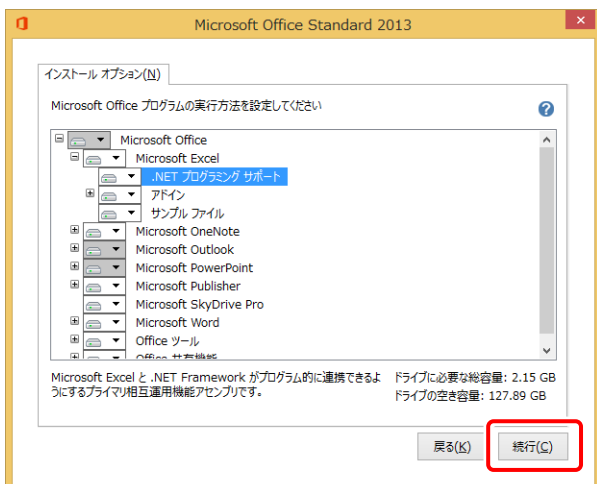 Microsoft Office Standard 2013
インストール オプション(N)
Microsoft Office プログラムの実行方法を設定してください
Microsoft Office
Microsoft Excel
.NET プログラミング サポート
アドイン
サンプル ファイル
Microsoft OneNote
Microsoft Outlook
Microsoft PowerPoint
Microsoft Publisher
Microsoft SkyDrive Pro
Microsoft Word
Office ツール
Office 共有機能
Microsoft Excel と .NET Framework がプログラム的に連携できるよ
うにするプライマリ相互運用機能アセンブリです。
ドライブに必要な総容量: 2.15 GB
ドライブの空き容量: 127.89 GB
戻る(K)
続行(C)